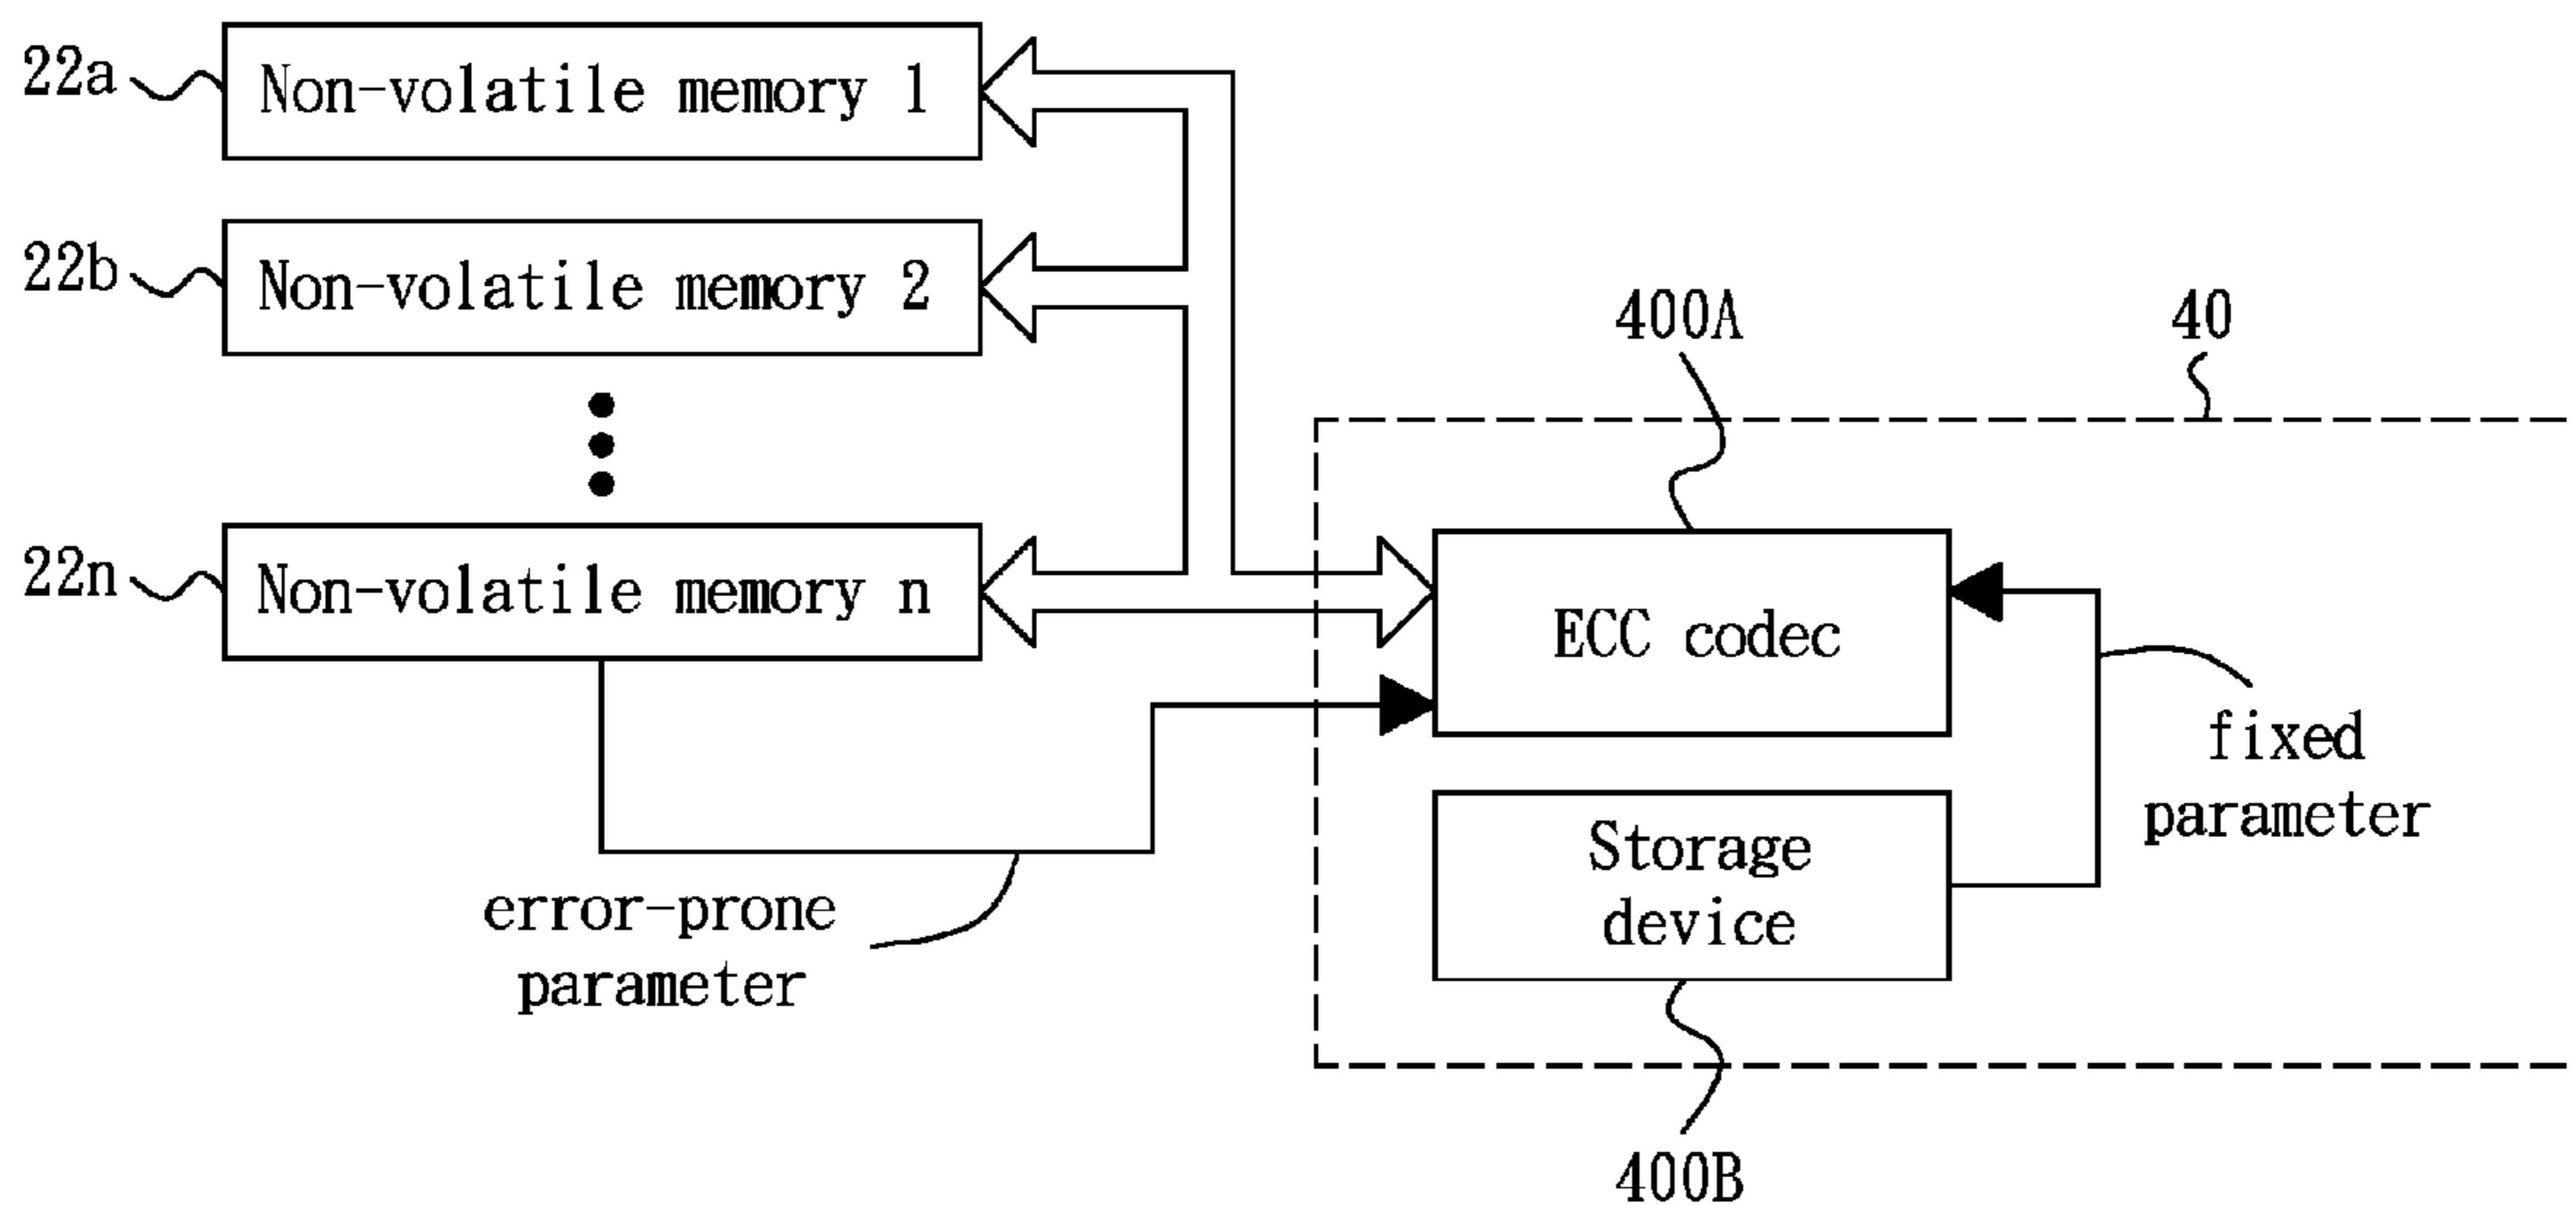 22a
Non-volatile memory 1
22b
Non-volatile memory 2
400A
40
22n
Non-volatile memory n
ECC codec
fixed
parameter
Storage
device
error-prone
parameter
400B